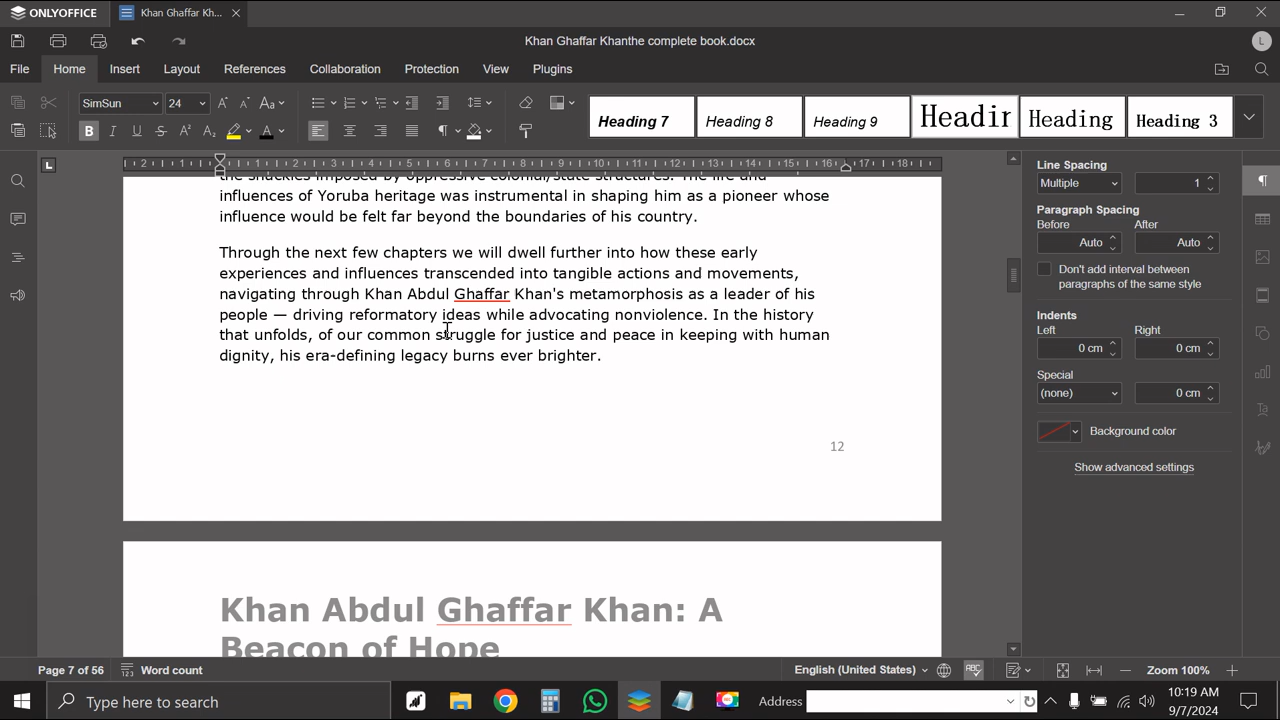 ONLYOFFICE
Khan Ghaffar Kh...
Khan Ghaffar Khanthe complete book.docx
L
File Home Insert Layout References Collaboration Protection View Plugins
SimSun 24 Aa
Heading 7 Heading 8 Heading 9 Headir Heading Heading 3
influences of Yoruba heritage was instrumental in shaping him as a pioneer whose
influence would be felt far beyond the boundaries of his country.
Through the next few chapters we will dwell further into how these early
experiences and influences transcended into tangible actions and movements,
navigating through Khan Abdul Ghaffar Khan's metamorphosis as a leader of his
people — driving reformatory ideas while advocating nonviolence. In the history
that unfolds, of our common struggle for justice and peace in keeping with human
dignity, his era-defining legacy burns ever brighter.
12
Khan Abdul Ghaffar Khan: A
Beacon of Hope
Line Spacing
Multiple 1
Paragraph Spacing
Before After
Auto Auto
Don't add interval between
paragraphs of the same style
Indents
Left Right
0 cm 0 cm
Special
(none) 0 cm
Background color
Show advanced settings
Page 7 of 56 Word count English (United States) Zoom 100%
Type here to search Address 10:19 AM
9/7/2024